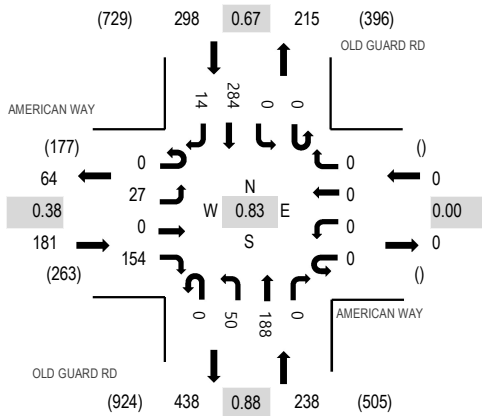 (729) 298 0.67 215 (396)
OLD GUARD RD
14 284 0 0
AMERICAN WAY
(177) 0 0 ()
64 0 0
27 N 0
0.38 0 W 0.83 E 0 0.00
181 S 0
154 0
(263) ()
0 50 188 0
AMERICAN WAY
OLD GUARD RD
(924) 438 0.88 238 (505)